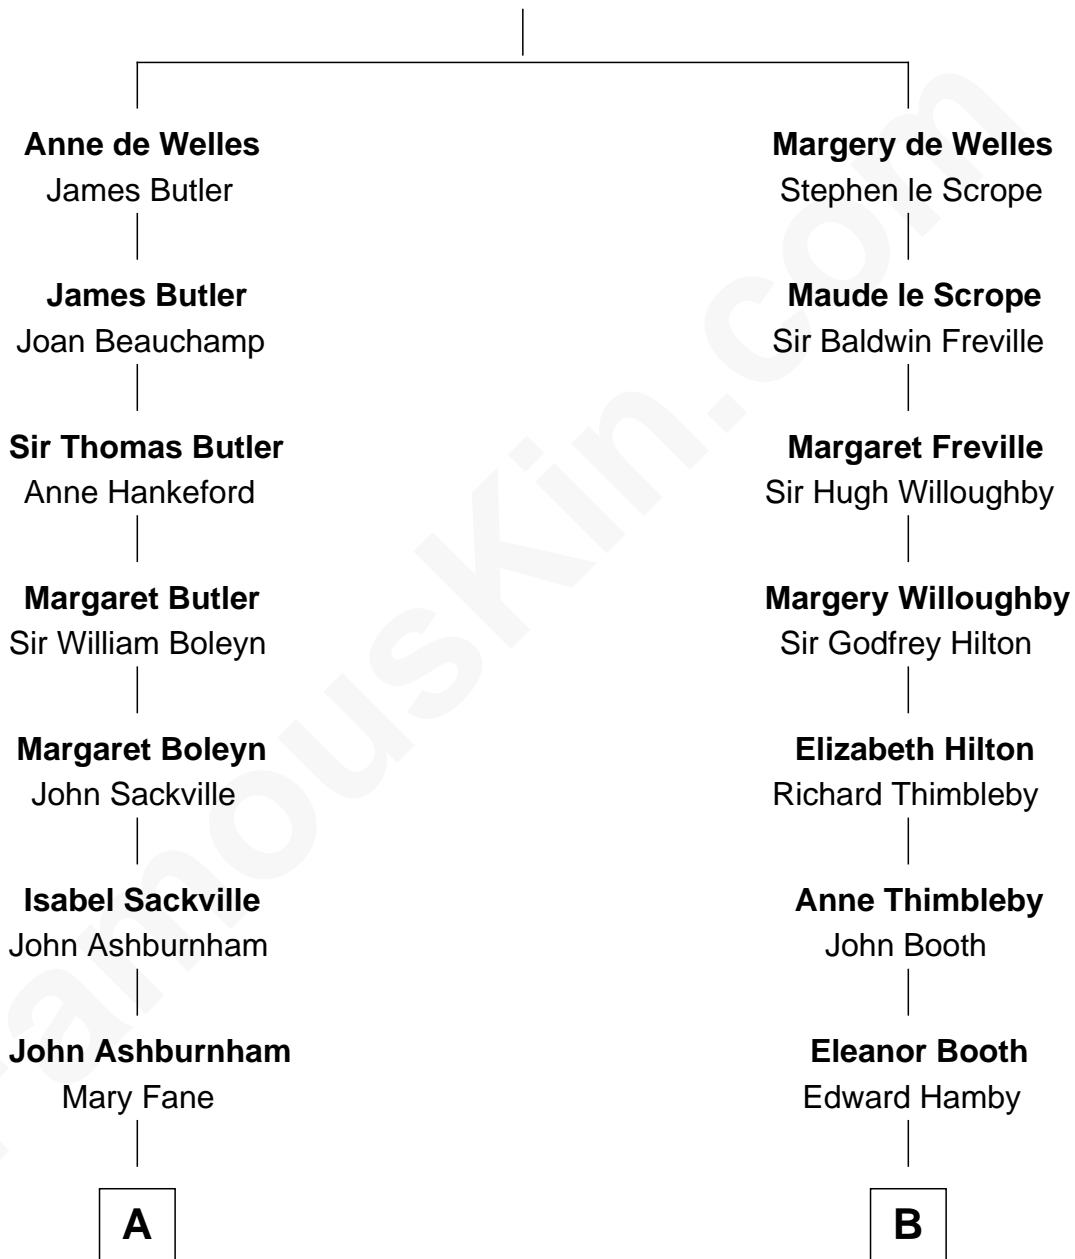 Anne de Welles
James Butler
James Butler
Joan Beauchamp
Sir Thomas Butler
Anne Hankeford
Margaret Butler
Sir William Boleyn
Margaret Boleyn
John Sackville
Isabel Sackville
John Ashburnham
John Ashburnham
Mary Fane
A
Margery de Welles
Stephen le Scrope
Maude le Scrope
Sir Baldwin Freville
Margaret Freville
Sir Hugh Willoughby
Margery Willoughby
Sir Godfrey Hilton
Elizabeth Hilton
Richard Thimbleby
Anne Thimbleby
John Booth
Eleanor Booth
Edward Hamby
B
FamousKin.com